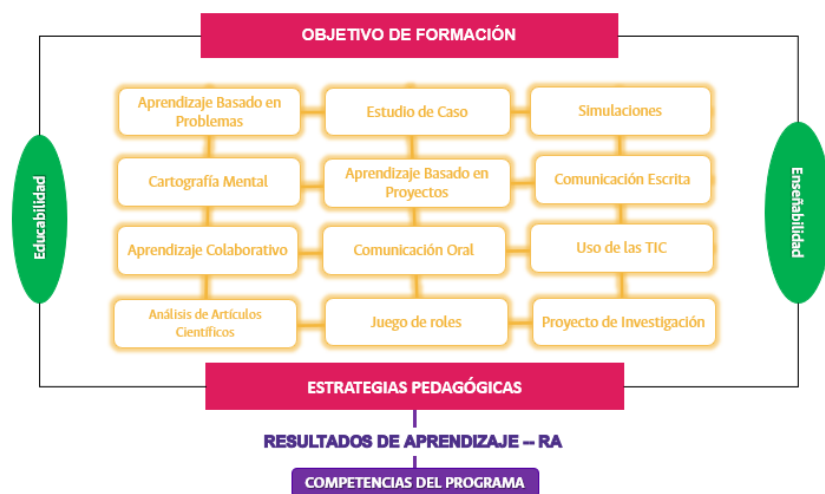 OBJETIVO DE FORMACIÓN
Aprendizaje Basado en
Problemas
Estudio de Caso
Simulaciones
Cartografía Mental
Aprendizaje Basado en
Proyectos
Comunicación Escrita
Educabilidad
Enseñabilidad
Aprendizaje Colaborativo
Comunicación Oral
Uso de las TIC
Análisis de Artículos
Científicos
Juego de roles
Proyecto de Investigación
ESTRATEGIAS PEDAGÓGICAS
RESULTADOS DE APRENDIZAJE -- RA
COMPETENCIAS DEL PROGRAMA